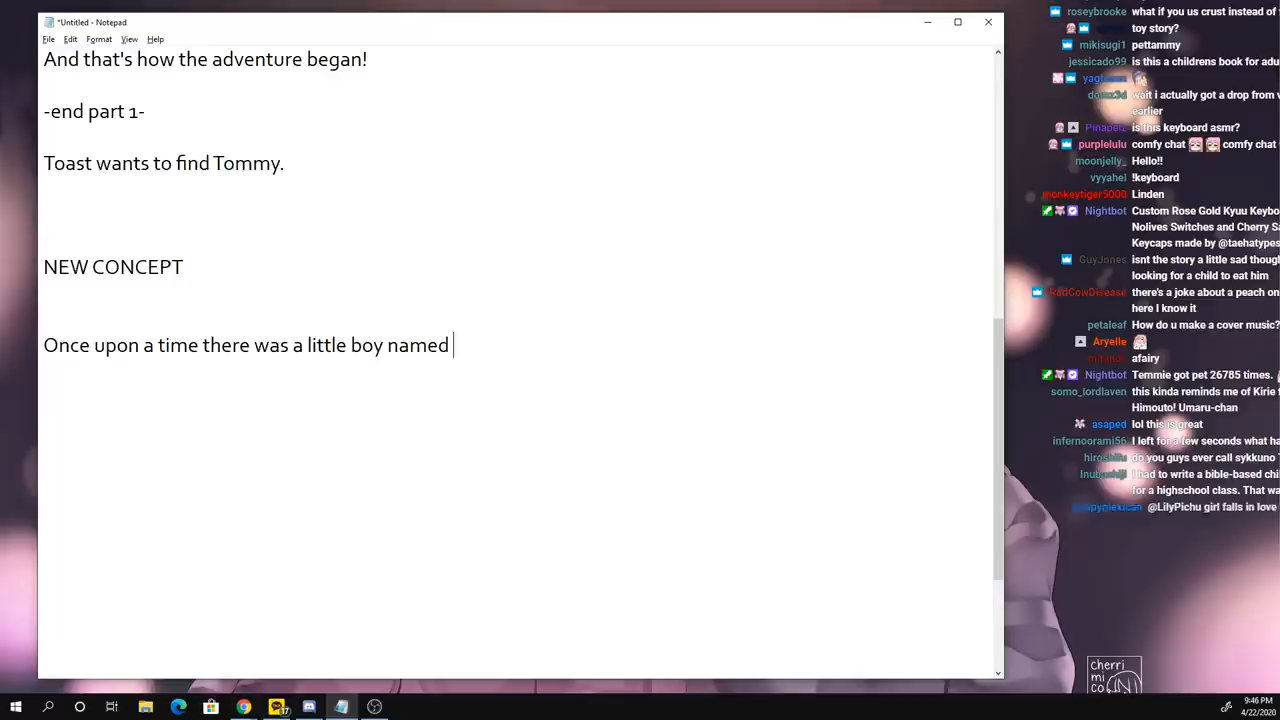 *Untitled - Notepad
File Edit Format View Help
And that's how the adventure began!
-end part 1-
Toast wants to find Tommy.
NEW CONCEPT
Once upon a time there was a little boy named
roseybrooke what if you us crust instead of
toy story?
mikisugi1 pettammy
jessicado99 is this a childrens book for adu
wait i actually got a drop from
earlier
is this keyboard asmr?
purplelulu comfy chat comfy chat
moonjelly_ Hello!!
vyyahel !keyboard
monkeytiger5000 Linden
Nightbot Custom Rose Gold Kyuu Keybo
Nolives Switches and Cherry Sa
Keycaps made by @taehatypes
GuyJones isnt the story a little sad thoug
looking for a child to eat him
RadCowDisease there's a joke about a peach on
here I know it
petaleaf How do u make a cover music?
Aryelle
afairy
Nightbot Temmie got pet 26785 times.
somo_lordlaven this kinda reminds me of Kirie f
Himouto! Umaru-chan
asaped lol this is great
infernoorami56 I left for a few seconds what ha
do you guys ever call sykkuno
I had to write a bible-based chi
for a highschool class. That wa
@LilyPichu girl falls in love
cherri
mi
co
17
9:46 PM
4/22/2020